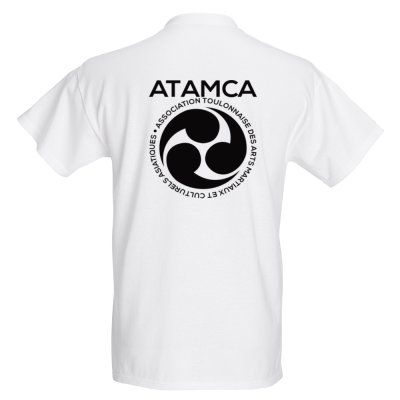 ATAMCA
ASSOCIATION TOULONNAISE DES ARTS MARTIAUX ET CULTURELS ASIATIQUES •